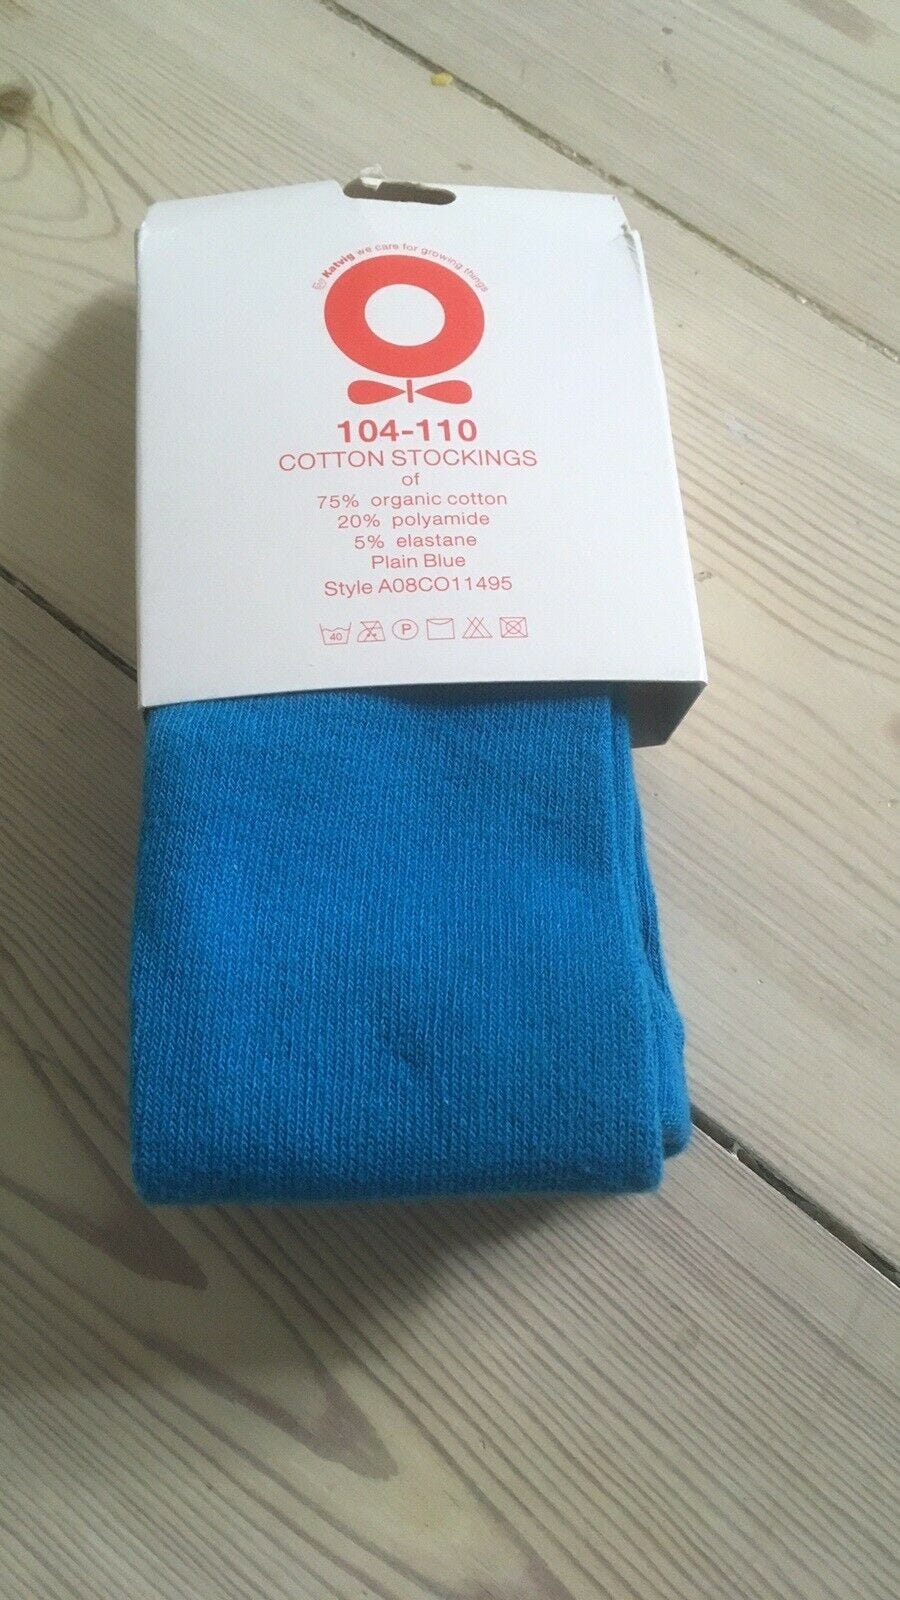 Katvig we care for growing things
104-110
COTTON STOCKINGS
of
75% organic cotton
20% polyamide
5% elastane
Plain Blue
Style A08CO11495
40 P